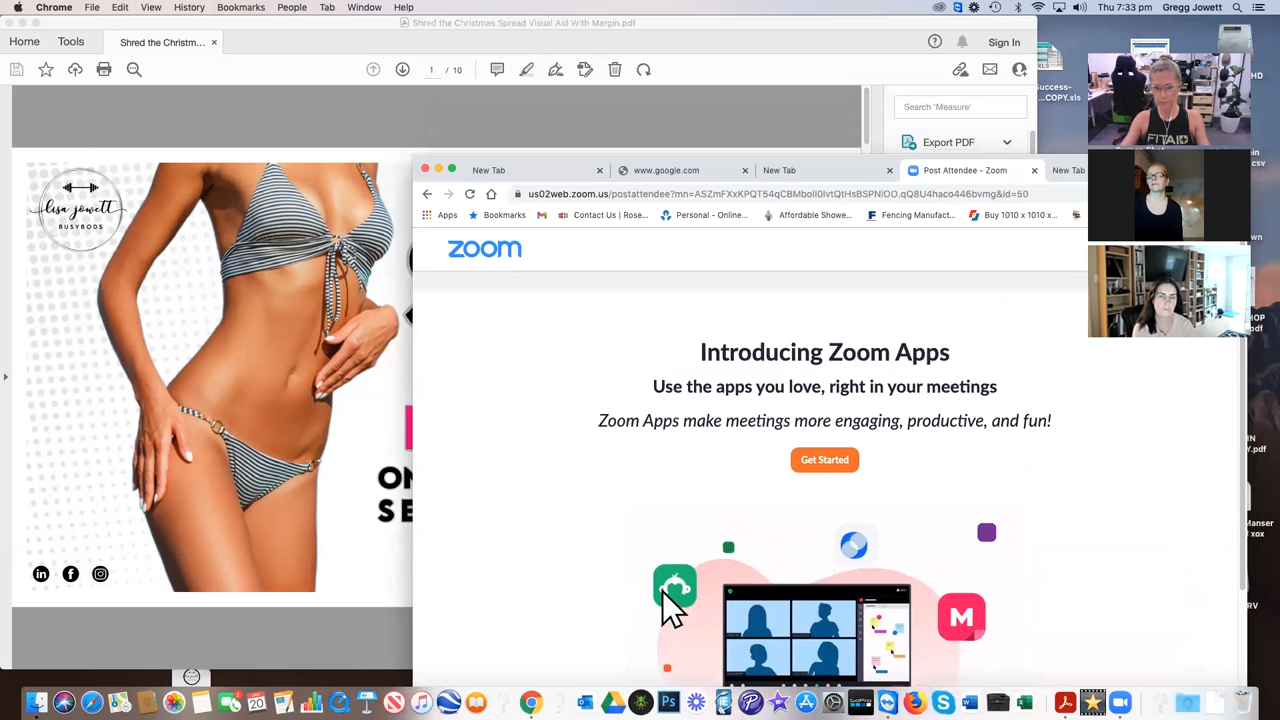 Chrome File Edit View History Bookmarks People Tab Window Help
Thu 7:33 pm Gregg Jowett
Shred the Christmas Spread Visual Aid With Margin.pdf
Home Tools Shred the Christm... ×
Sign In
1 / 10
Success-
...COPY.xls
Search 'Measure'
Export PDF
New Tab
www.google.com
New Tab
Post Attendee - Zoom
New Tab
Apps
Bookmarks
Contact Us | Rose...
Personal - Online...
Affordable Showe...
Fencing Manufact...
Buy 1010 x 1010 x...
lisa jowett
BUSYBODS
zoom
Introducing Zoom Apps
Use the apps you love, right in your meetings
Zoom Apps make meetings more engaging, productive, and fun!
Get Started
ON
SE
M
FITAID